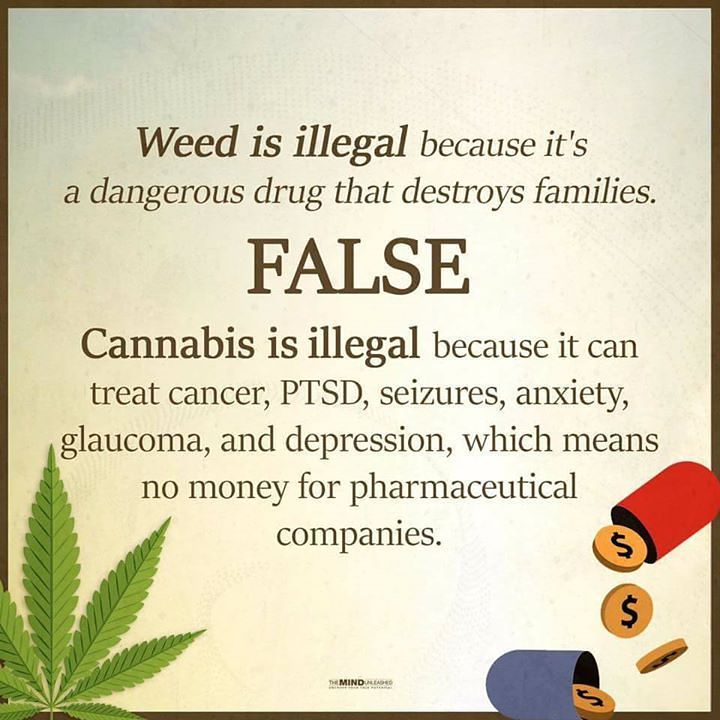 Weed is illegal because it's
a dangerous drug that destroys families.
FALSE
Cannabis is illegal because it can
treat cancer, PTSD, seizures, anxiety,
glaucoma, and depression, which means
no money for pharmaceutical
companies.
$
$
THE MIND UNLEASHED